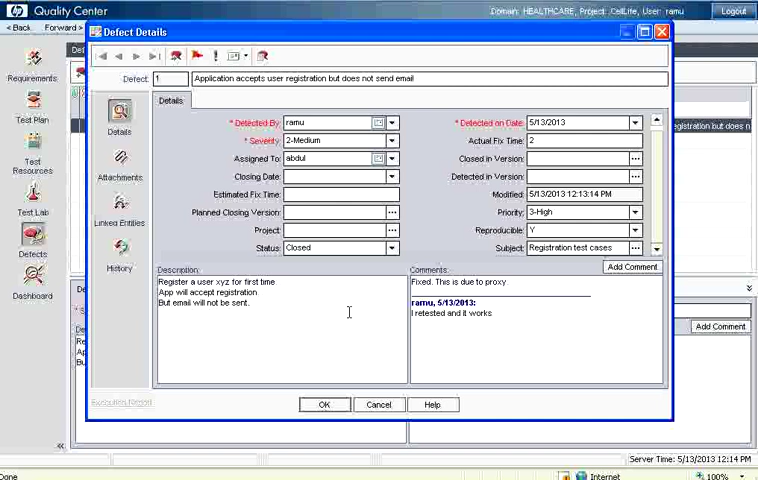 hp Quality Center
Domain: HEALTHCARE, Project: CelLife, User: ramu
Logout
< Back
Forward >
Defect Details
Defect: 1
Application accepts user registration but does not send email
Requirements
Test Plan
Test Resources
Test Lab
Defects
Dashboard
Details
Attachments
Linked Entities
History
Details
* Detected By: ramu
* Detected on Date: 5/13/2013
* Severity: 2-Medium
Actual Fix Time: 2
Assigned To: abdul
Closed in Version:
Closing Date:
Detected in Version:
Estimated Fix Time:
Modified: 5/13/2013 12:13:14 PM
Planned Closing Version:
Priority: 3-High
Project:
Reproducible: Y
Status: Closed
Subject: Registration test cases
Description:
Comments:
Add Comment
Register a user xyz for first time
App will accept registration
But email will not be sent.
Fixed. This is due to proxy
ramu, 5/13/2013:
I retested and it works
Add Comment
Execution Report
OK
Cancel
Help
Server Time: 5/13/2013 12:14 PM
Done
Internet
100%